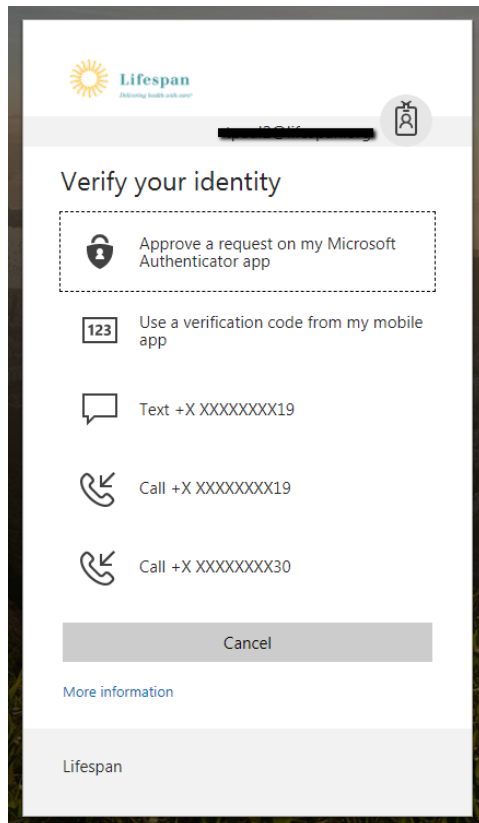 Lifespan
Delivering health with care®
Verify your identity
Approve a request on my Microsoft
Authenticator app
123
Use a verification code from my mobile
app
Text +X XXXXXXXX19
Call +X XXXXXXXX19
Call +X XXXXXXXX30
Cancel
More information
Lifespan